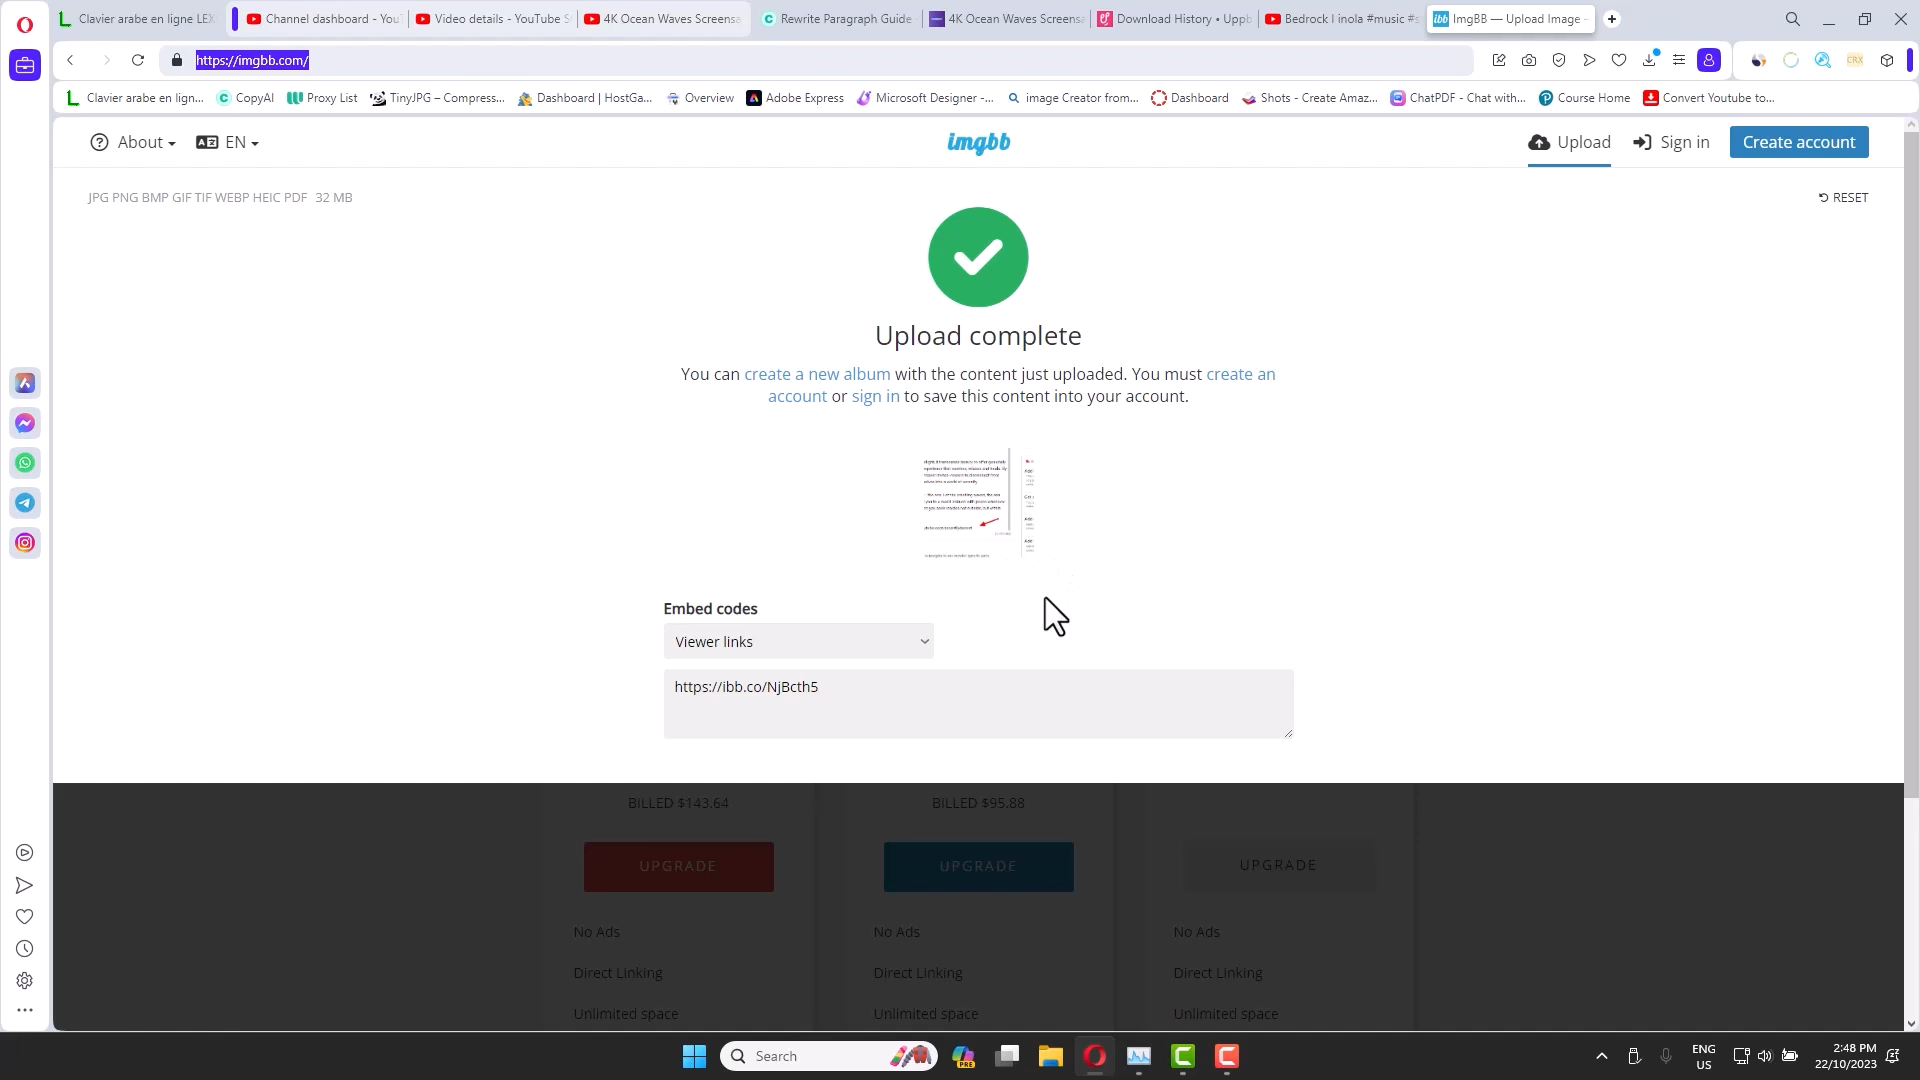 Clavier arabe en ligne LEX
Channel dashboard - You
Video details - YouTube S
4K Ocean Waves Screensa
Rewrite Paragraph Guide
4K Ocean Waves Screensa
Download History • Uppb
Bedrock I inola #music #s
ImgBB — Upload Image -
https://imgbb.com/
Clavier arabe en lign...
CopyAI
Proxy List
TinyJPG – Compress...
Dashboard | HostGa...
Overview
Adobe Express
Microsoft Designer -...
image Creator from...
Dashboard
Shots - Create Amaz...
ChatPDF - Chat with...
Course Home
Convert Youtube to...
About
EN
imgbb
Upload
Sign in
Create account
JPG PNG BMP GIF TIF WEBP HEIC PDF 32 MB
RESET
Upload complete
You can create a new album with the content just uploaded. You must create an
account or sign in to save this content into your account.
Embed codes
Viewer links
https://ibb.co/NjBcth5
BILLED $143.64
BILLED $95.88
UPGRADE
UPGRADE
UPGRADE
No Ads
No Ads
No Ads
Direct Linking
Direct Linking
Direct Linking
Unlimited space
Unlimited space
Unlimited space
Search
PRE
ENG
US
2:48 PM
22/10/2023